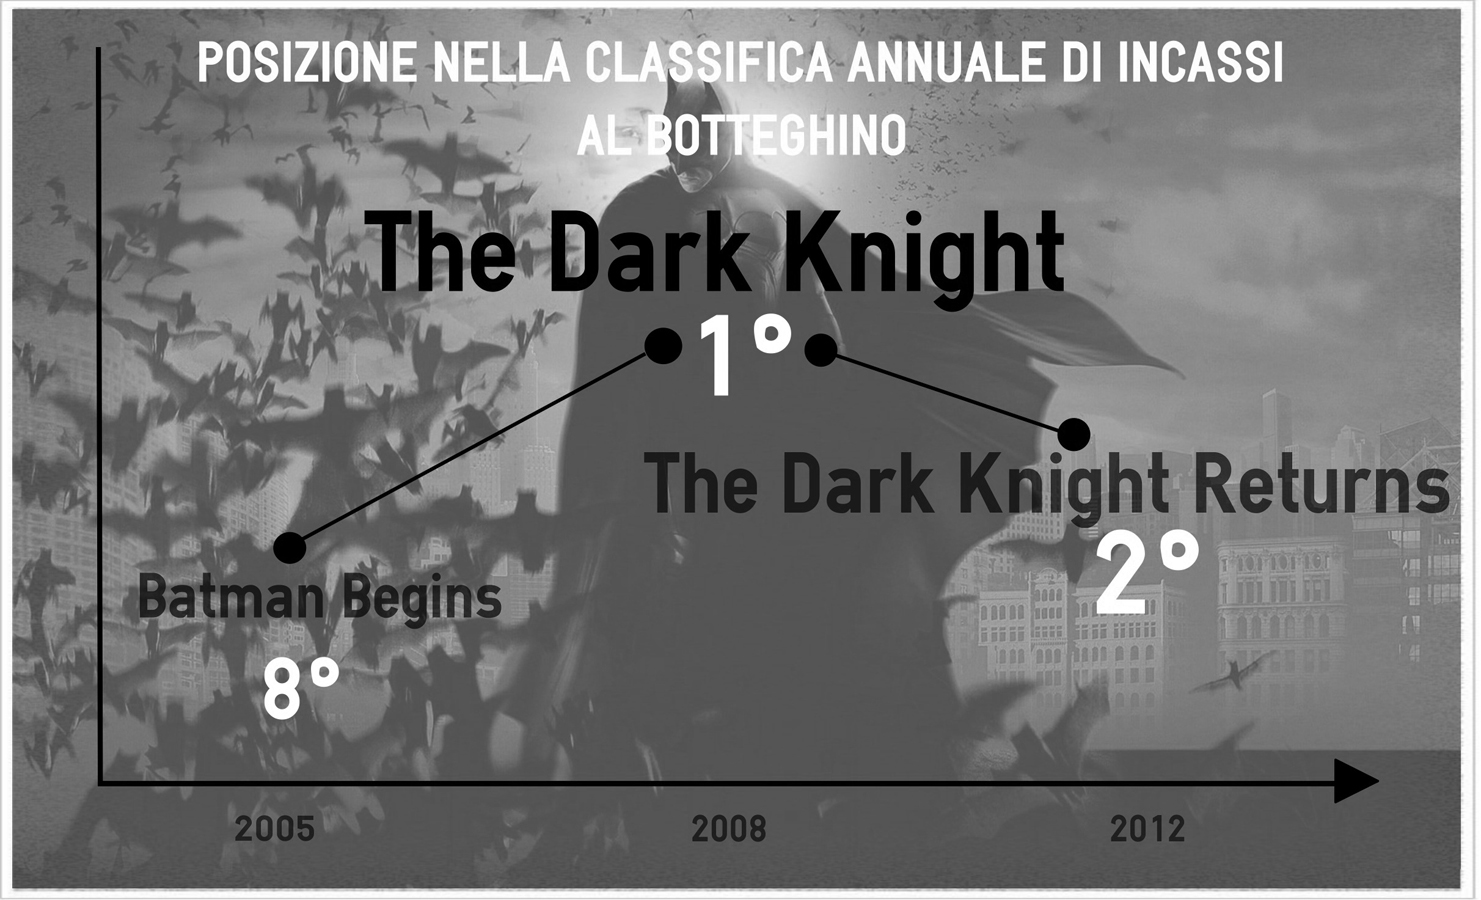 POSIZIONE NELLA CLASSIFICA ANNUALE DI INCASSI
AL BOTTEGHINO
The Dark Knight
1°
The Dark Knight Returns
2°
Batman Begins
8°
2005
2008
2012